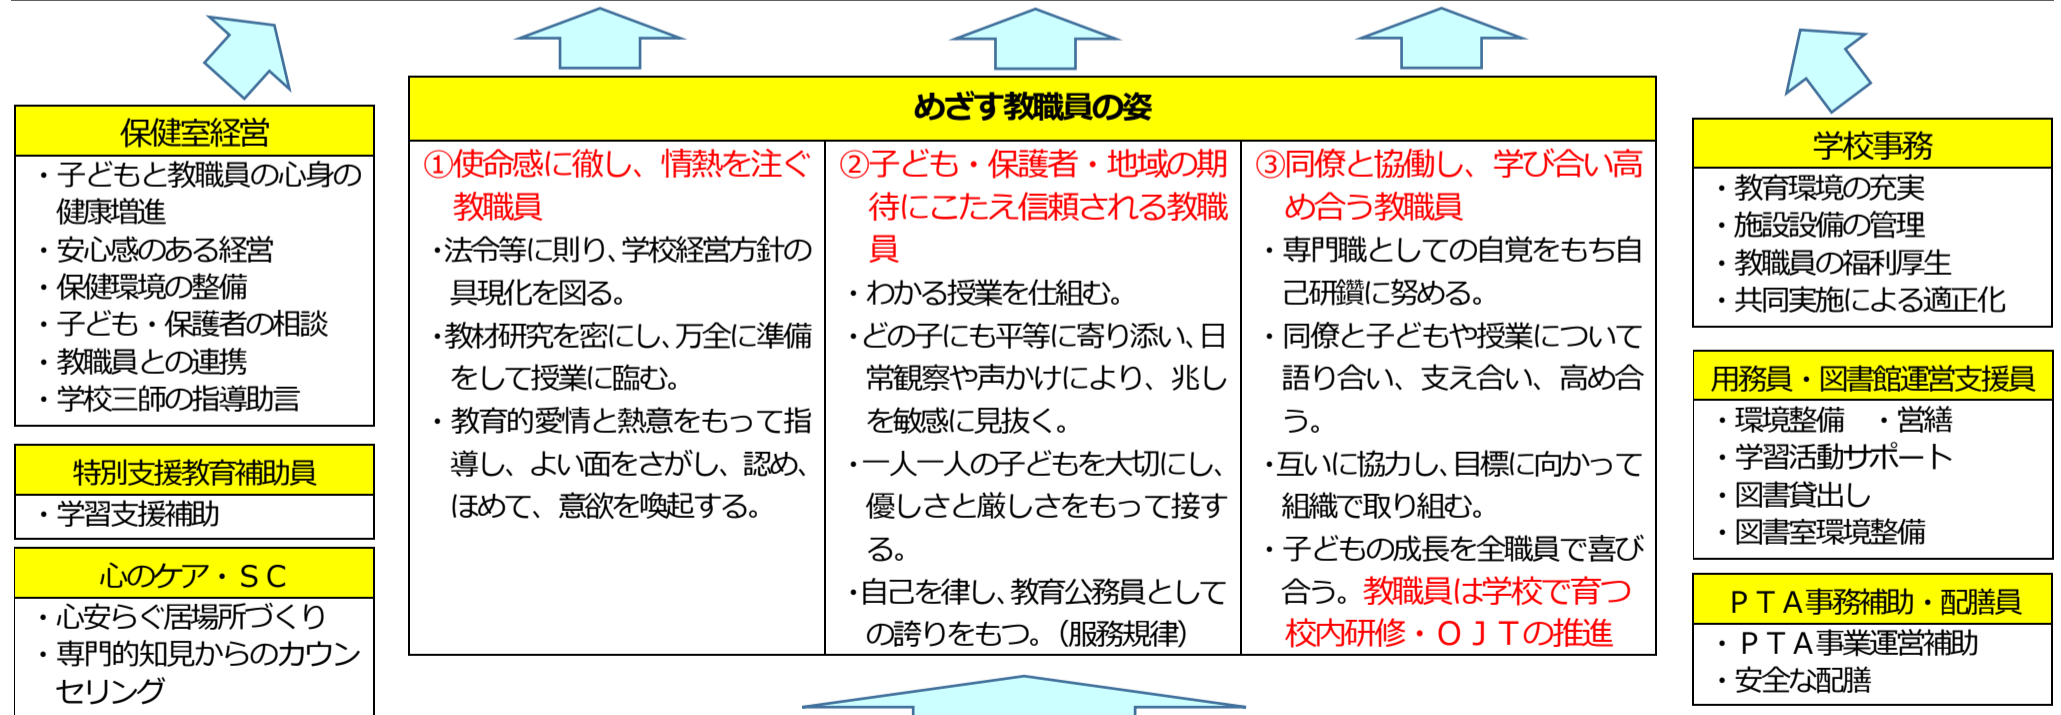 保健室経営
・子どもと教職員の心身の
健康増進
・安心感のある経営
・保健環境の整備
・子ども・保護者の相談
・教職員との連携
・学校三師の指導助言
特別支援教育補助員
・学習支援補助
心のケア・ＳＣ
・心安らぐ居場所づくり
・専門的知見からのカウン
セリング
めざす教職員の姿
①使命感に徹し、情熱を注ぐ
教職員
・法令等に則り、学校経営方針の
具現化を図る。
・教材研究を密にし、万全に準備
をして授業に臨む。
・教育的愛情と熱意をもって指
導し、よい面をさがし、認め、
ほめて、意欲を喚起する。
②子ども・保護者・地域の期
待にこたえ信頼される教職
員
・わかる授業を仕組む。
・どの子にも平等に寄り添い、日
常観察や声かけにより、兆し
を敏感に見抜く。
・一人一人の子どもを大切にし、
優しさと厳しさをもって接す
る。
・自己を律し、教育公務員として
の誇りをもつ。（服務規律）
③同僚と協働し、学び合い高
め合う教職員
・専門職としての自覚をもち自
己研鑽に努める。
・同僚と子どもや授業について
語り合い、支え合い、高め合
う。
・互いに協力し、目標に向かって
組織で取り組む。
・子どもの成長を全職員で喜び
合う。教職員は学校で育つ
校内研修・ＯＪＴの推進
学校事務
・教育環境の充実
・施設設備の管理
・教職員の福利厚生
・共同実施による適正化
用務員・図書館運営支援員
・環境整備　・営繕
・学習活動サポート
・図書貸出し
・図書室環境整備
ＰＴＡ事務補助・配膳員
・ＰＴＡ事業運営補助
・安全な配膳